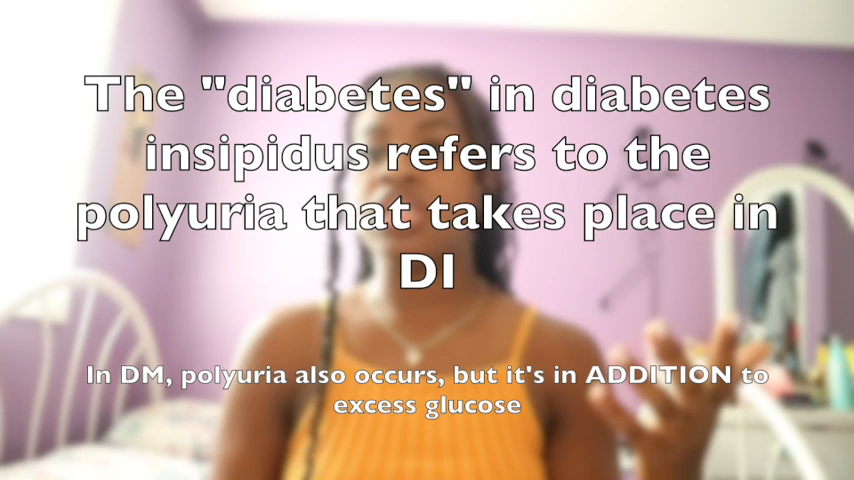 The "diabetes" in diabetes
insipidus refers to the
polyuria that takes place in
DI
In DM, polyuria also occurs, but it's in ADDITION to
excess glucose